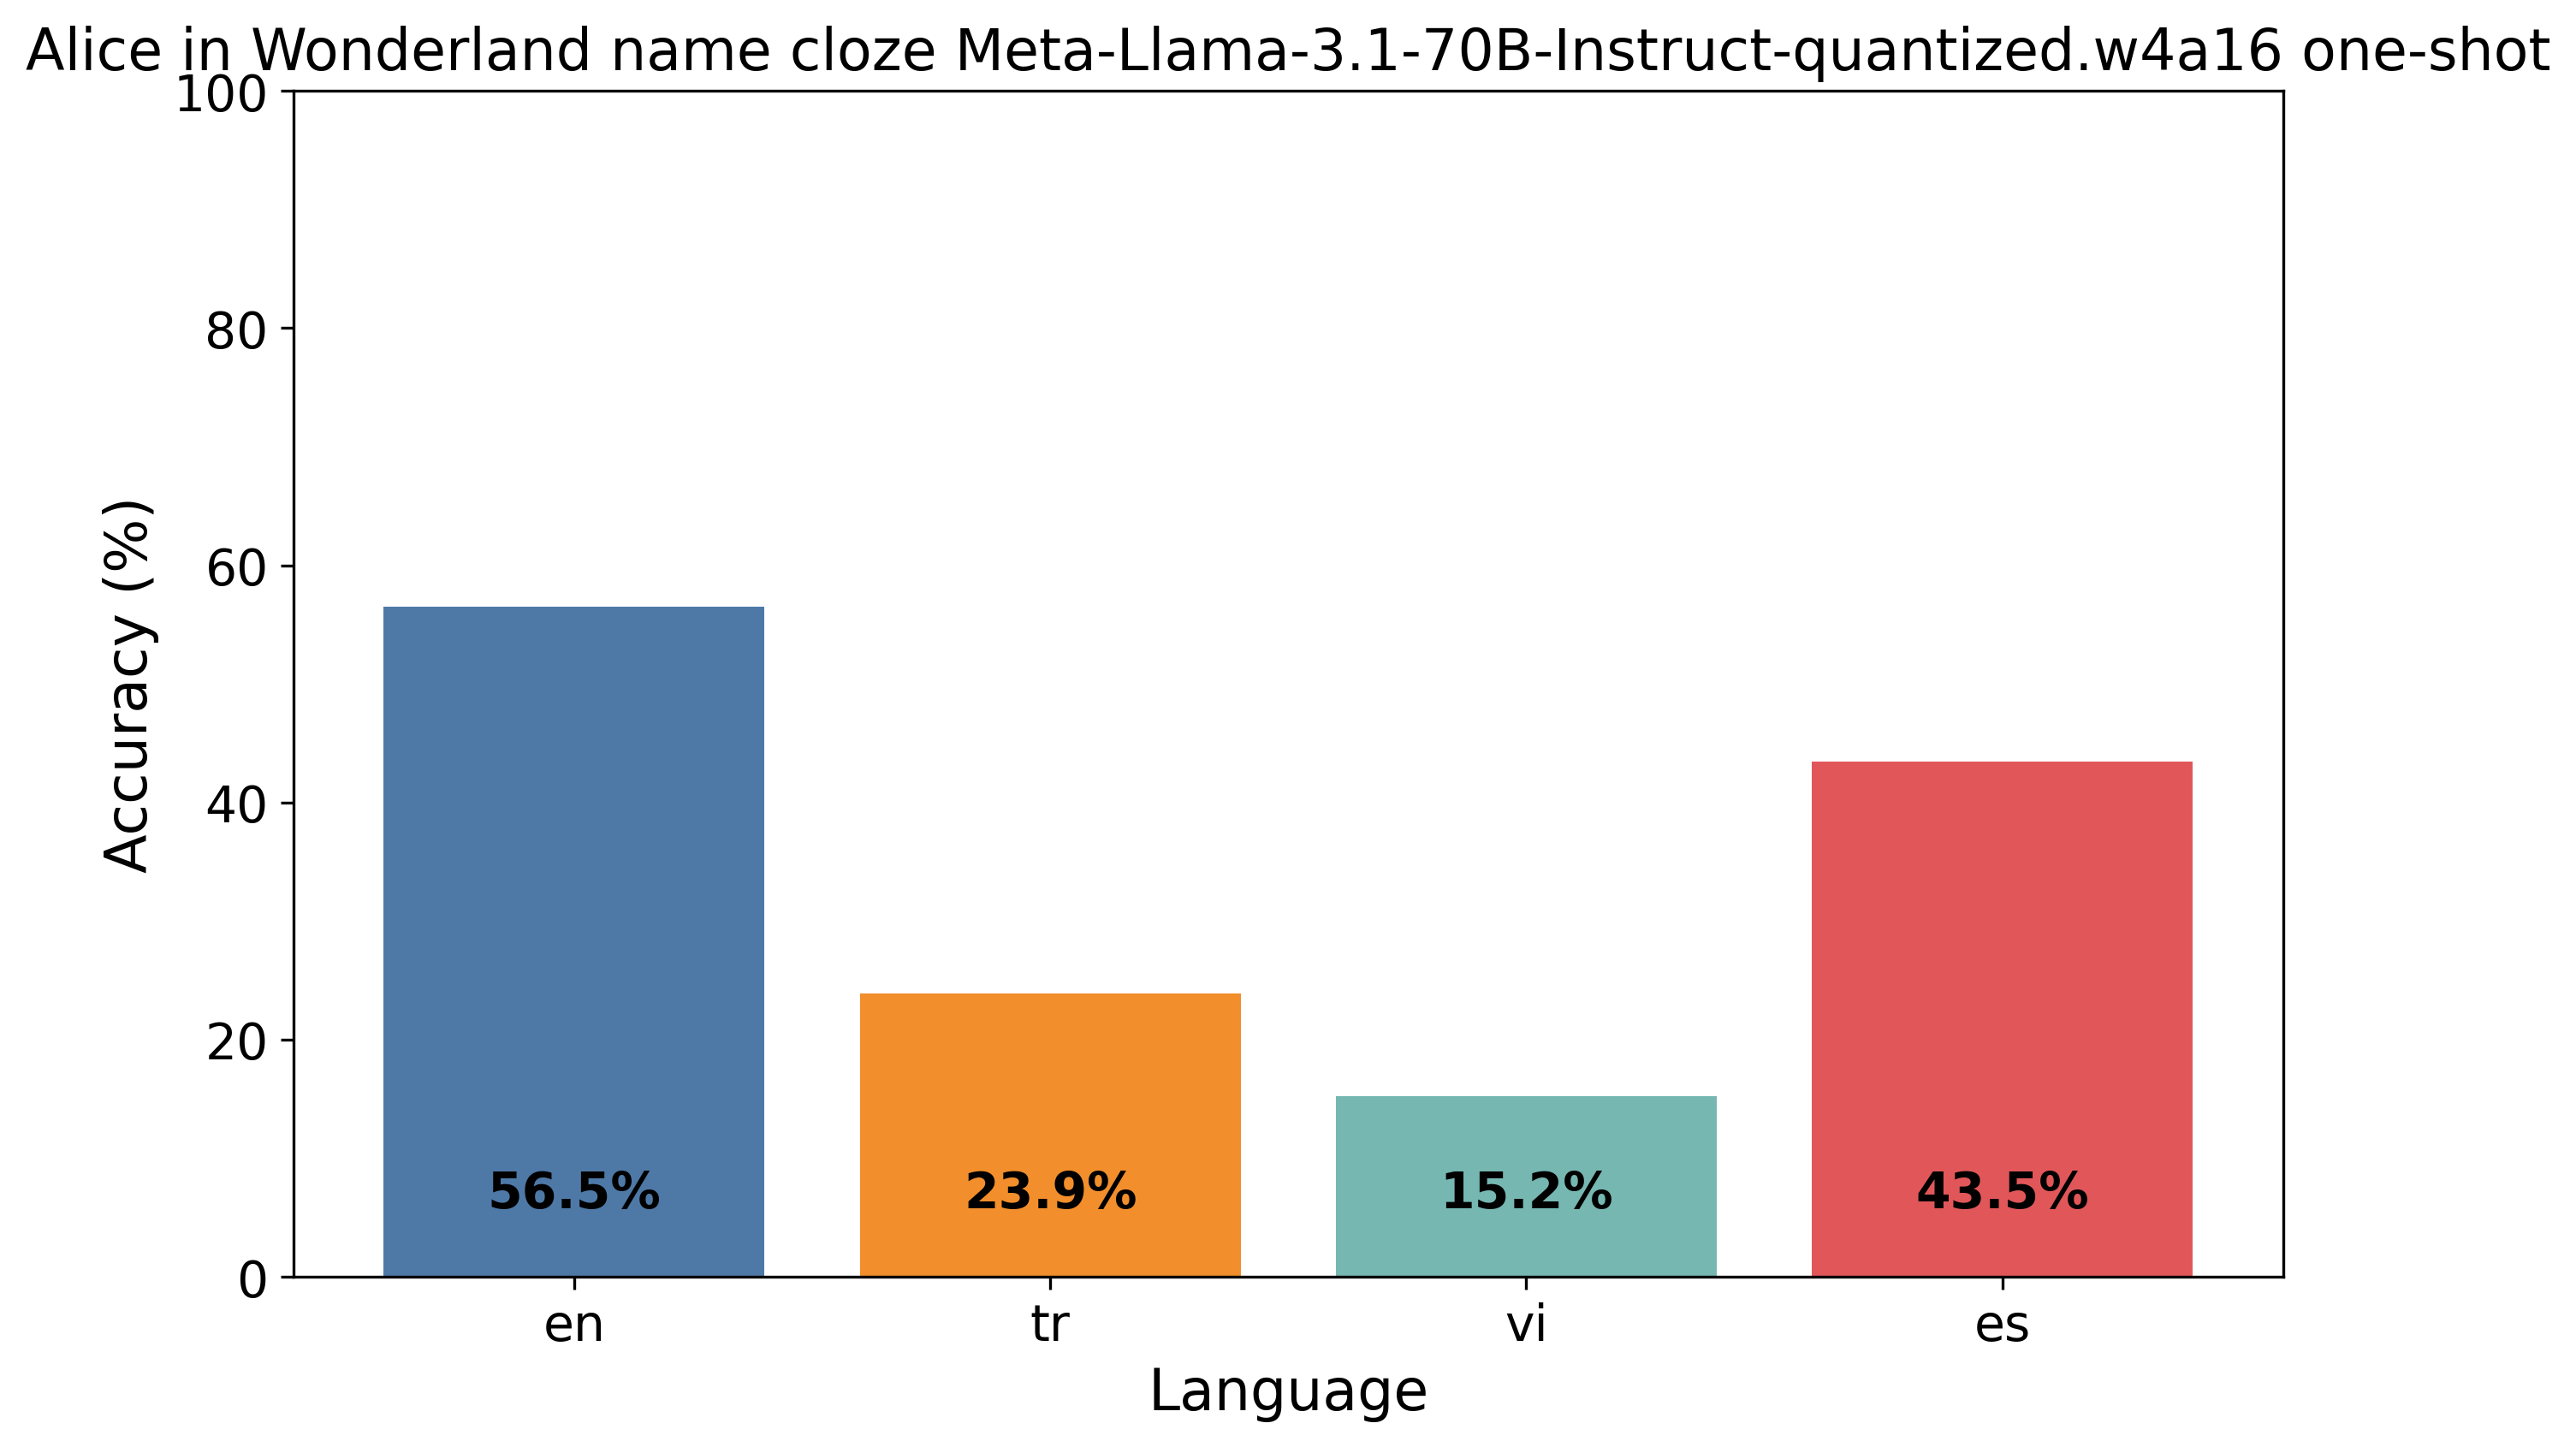 Alice in Wonderland name cloze Meta-Llama-3.1-70B-Instruct-quantized.w4a16 one-shot
100
80
60
40
20
0
Accuracy (%)
56.5%
23.9%
15.2%
43.5%
en
tr
vi
es
Language